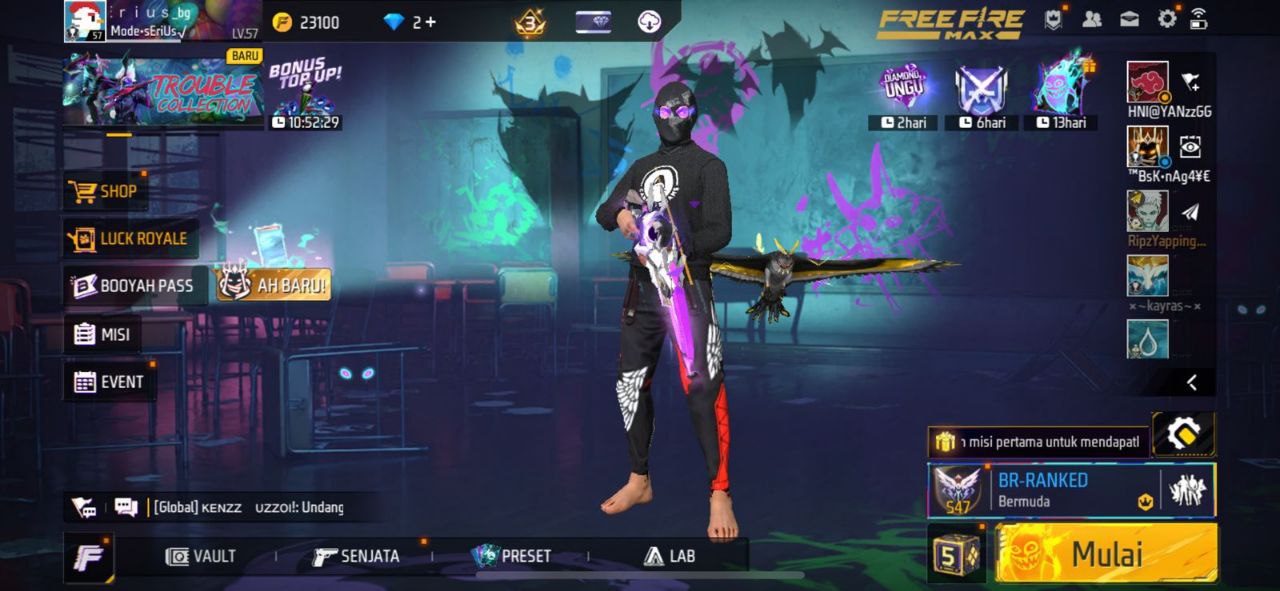 rius_bg
Mode•sEriUs√
57
LV.57
23100
2+
3
FREE FIRE
MAX
BARU
TROUBLE
COLLECTION
BONUS
TOP UP!
10:52:29
DIAMOND
UNGU
2hari
6hari
13hari
HNI@YANzzGG
™BsK•nAg4¥€
RipzYapping...
×~kayras~×
SHOP
LUCK ROYALE
BOOYAH PASS
AH BARU!
MISI
EVENT
misi pertama untuk mendapatl
BR-RANKED
Bermuda
S47
[Global] KENZZ UZZOI!: Undang
VAULT
SENJATA
PRESET
LAB
5
Mulai